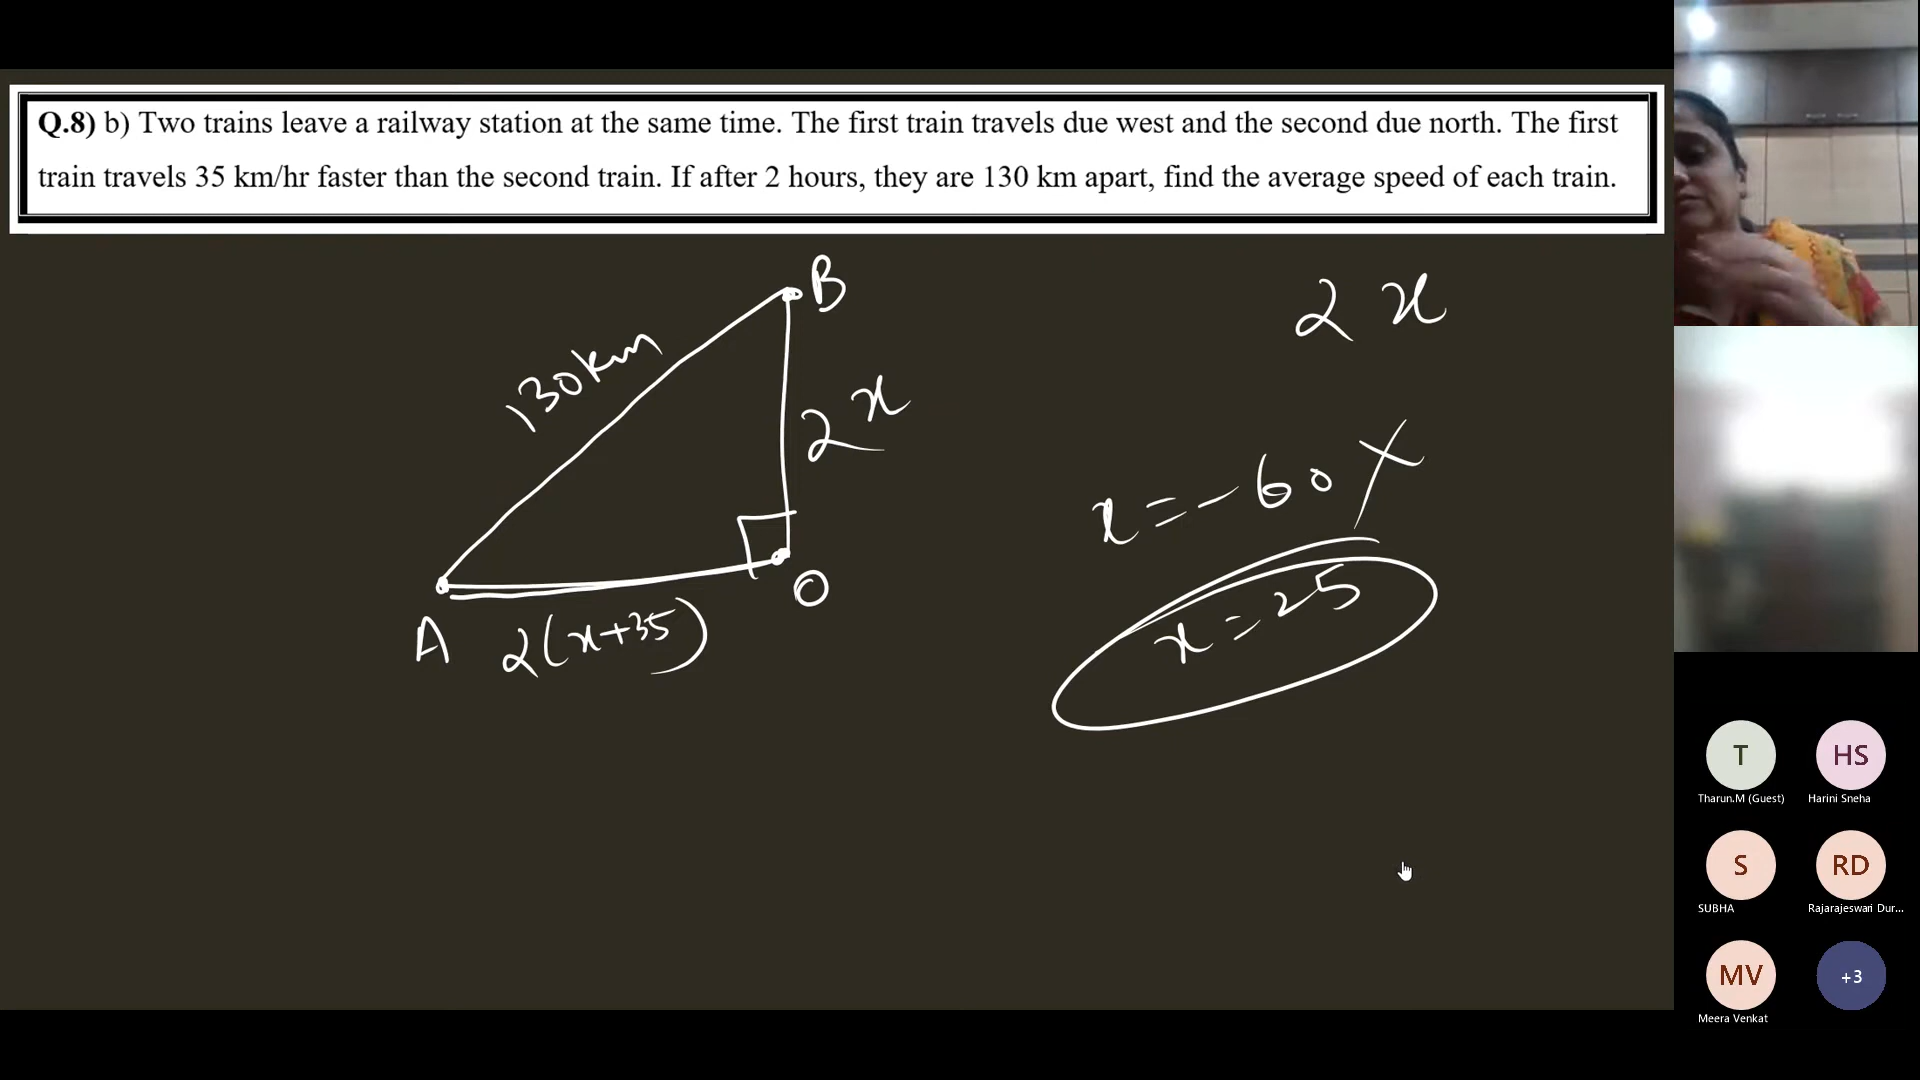 Q.8) b) Two trains leave a railway station at the same time. The first train travels due west and the second due north. The first
train travels 35 km/hr faster than the second train. If after 2 hours, they are 130 km apart, find the average speed of each train.
B
2x
130km
2x
x=-60
x=25
O
A
2(x+35)
T
HS
Tharun.M (Guest)
Harini Sneha
S
RD
SUBHA
Rajarajeswari Dur...
MV
+3
Meera Venkat